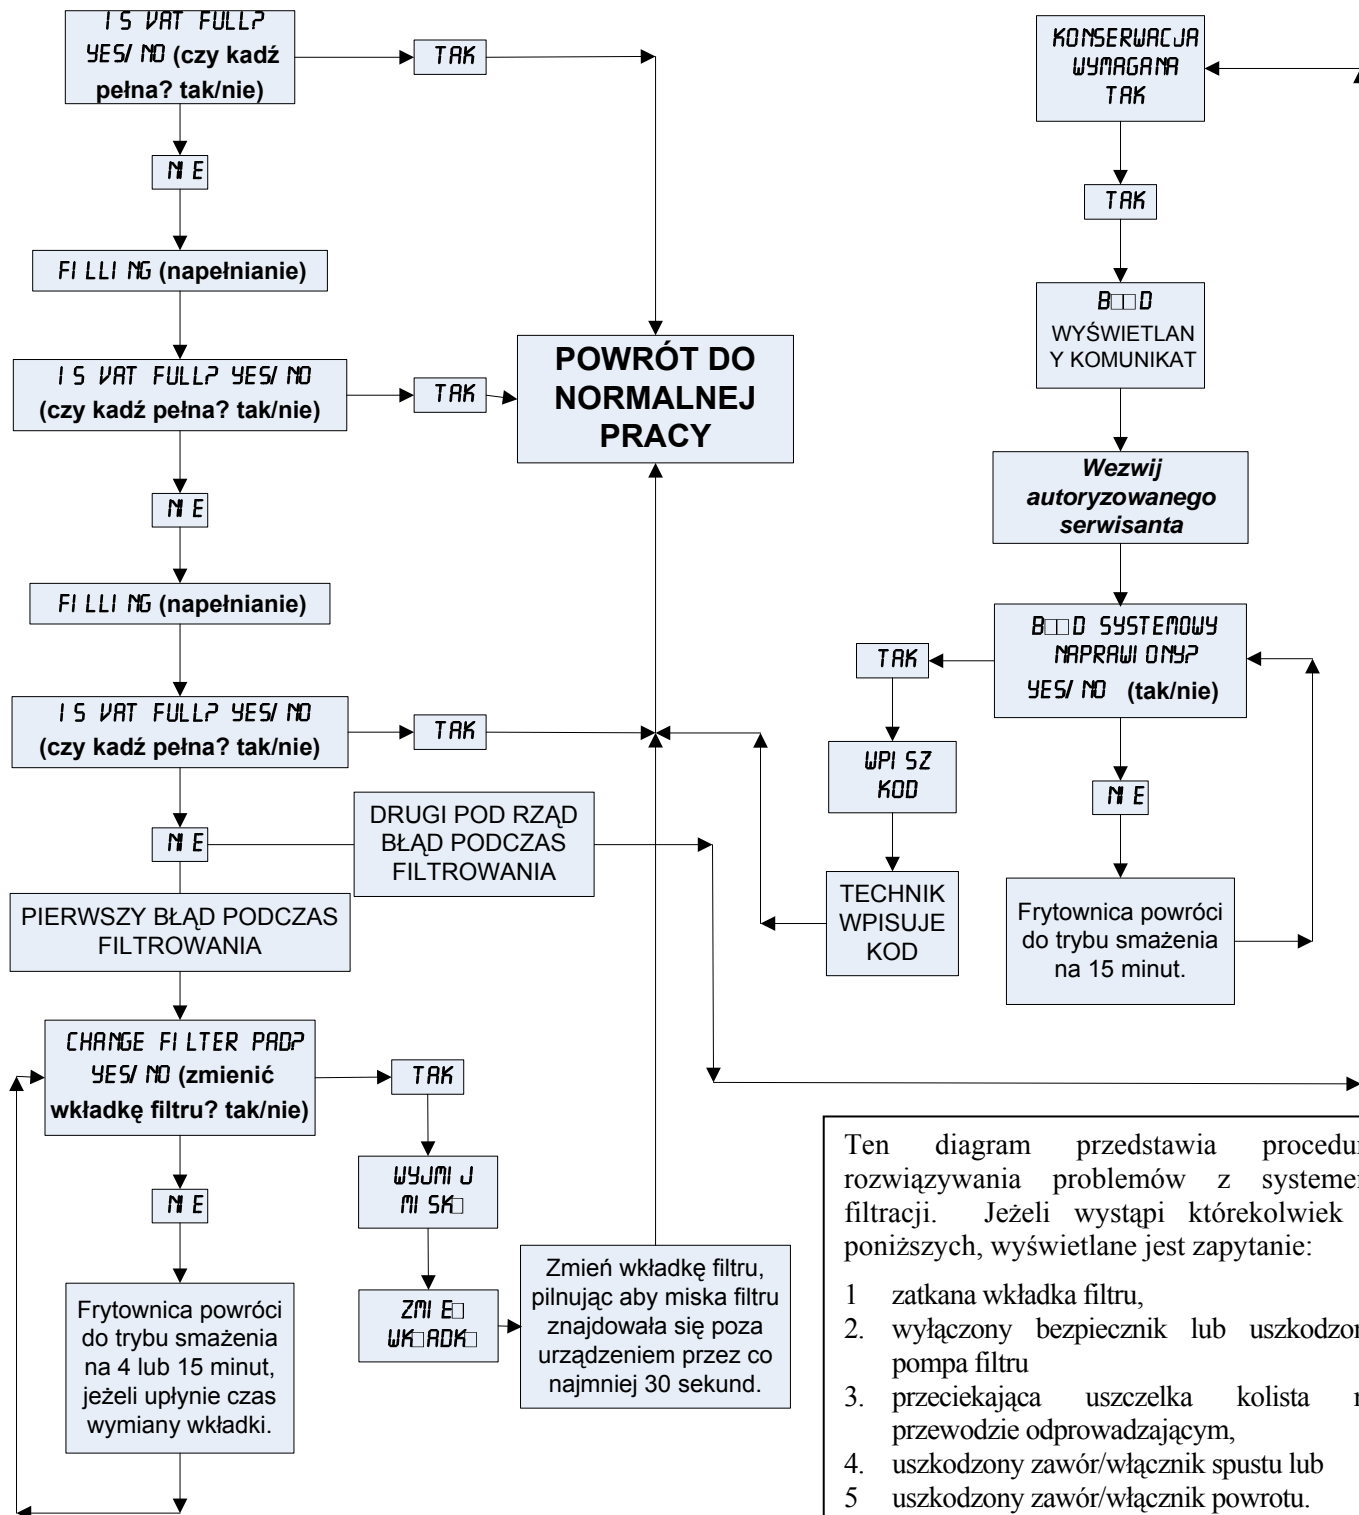 IS VAT FULL?
YES/NO (czy kadź
pełna? tak/nie)
TAK
NIE
FILLING (napełnianie)
IS VAT FULL? YES/NO
(czy kadź pełna? tak/nie)
TAK
NIE
FILLING (napełnianie)
IS VAT FULL? YES/NO
(czy kadź pełna? tak/nie)
TAK
NIE
DRUGI POD RZĄD
BŁĄD PODCZAS
FILTROWANIA
PIERWSZY BŁĄD PODCZAS
FILTROWANIA
CHANGE FILTER PAD?
YES/NO (zmienić
wkładkę filtru? tak/nie)
TAK
NIE
WYJMIJ
MISK□
ZMIE□
WK□ADK□
Frytownica powróci
do trybu smażenia
na 4 lub 15 minut,
jeżeli upłynie czas
wymiany wkładki.
Zmień wkładkę filtru,
pilnując aby miska filtru
znajdowała się poza
urządzeniem przez co
najmniej 30 sekund.
POWRÓT DO
NORMALNEJ
PRACY
KONSERWACJA
WYMAGANA
TAK
TAK
B□□D
WYŚWIETLAN
Y KOMUNIKAT
Wezwij
autoryzowanego
serwisanta
B□□D SYSTEMOWY
NAPRAWIONY?
YES/NO (tak/nie)
TAK
WPISZ
KOD
TECHNIK
WPISUJE
KOD
NIE
Frytownica powróci
do trybu smażenia
na 15 minut.
Ten diagram przedstawia
rozwiązywania problemów z
filtracji. Jeżeli wystąpi którekolwiek
poniższych, wyświetlane jest zapytanie:
1 zatkana wkładka filtru,
2. wyłączony bezpiecznik lub
pompa filtru
3. przeciekająca uszczelka kolista
przewodzie odprowadzającym,
4. uszkodzony zawór/włącznik spustu lub
5 uszkodzony zawór/włącznik powrotu.